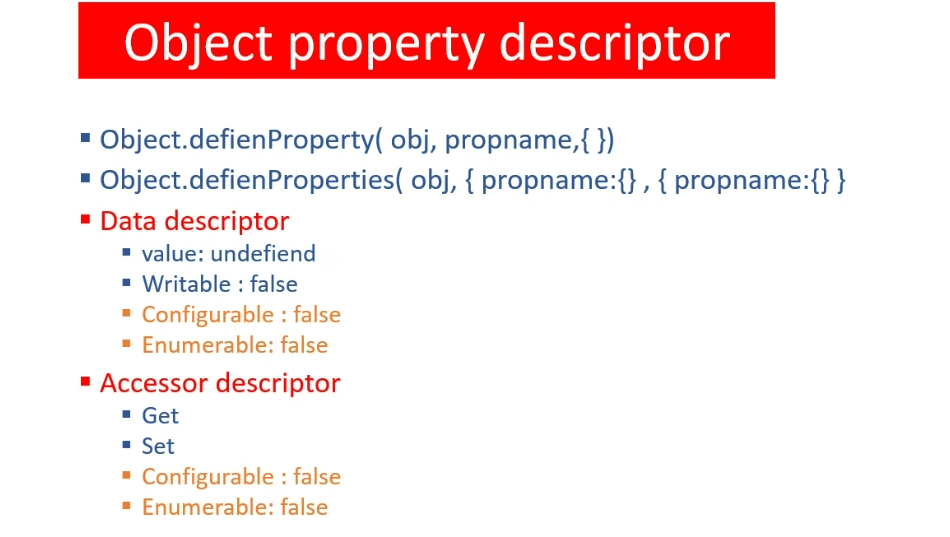 Object property descriptor
▪ Object.defienProperty( obj, propname,{ })
▪ Object.defienProperties( obj, { propname:{} , { propname:{} }
▪ Data descriptor
▪ value: undefiend
▪ Writable : false
▪ Configurable : false
▪ Enumerable: false
▪ Accessor descriptor
▪ Get
▪ Set
▪ Configurable : false
▪ Enumerable: false